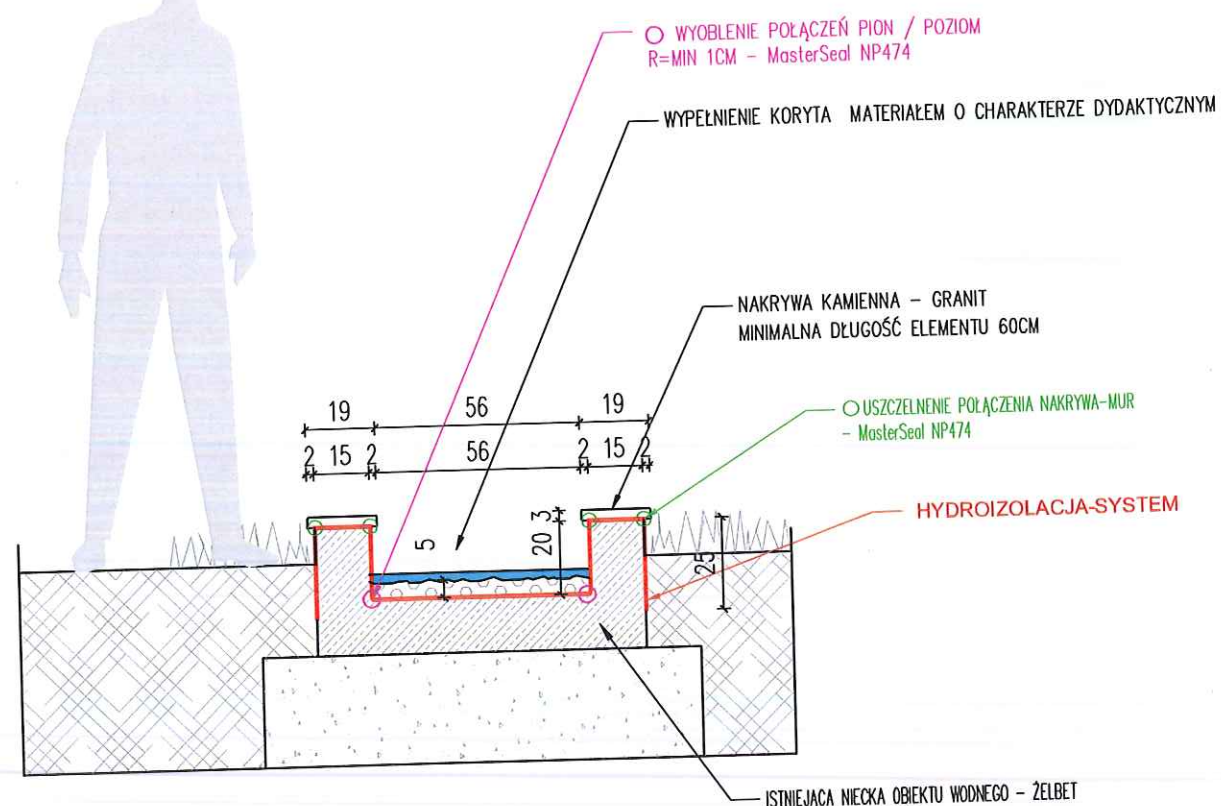 ○ WYOBLENIE POŁĄCZEŃ PION / POZIOM
R=MIN 1CM - MasterSeal NP474
WYPEŁNIENIE KORYTA MATERIAŁEM O CHARAKTERZE DYDAKTYCZNYM
NAKRYWA KAMIENNA - GRANIT
MINIMALNA DŁUGOŚĆ ELEMENTU 60CM
19 56 19
○ USZCZELNENIE POŁĄCZENIA NAKRYWA-MUR
- MasterSeal NP474
2 15 2 56 2 15 2
HYDROIZOLACJA-SYSTEM
5 20 3 25
ISTNIEJĄCA NIECKA OBIEKTU WODNEGO - ŻELBET